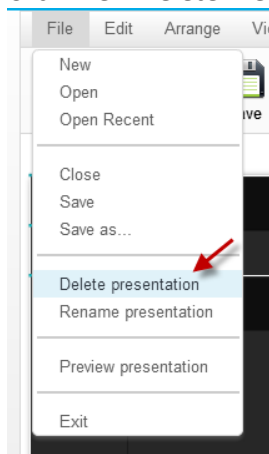 File Edit Arrange
New
Open
Open Recent
Close
Save
Save as...
Delete presentation
Rename presentation
Preview presentation
Exit